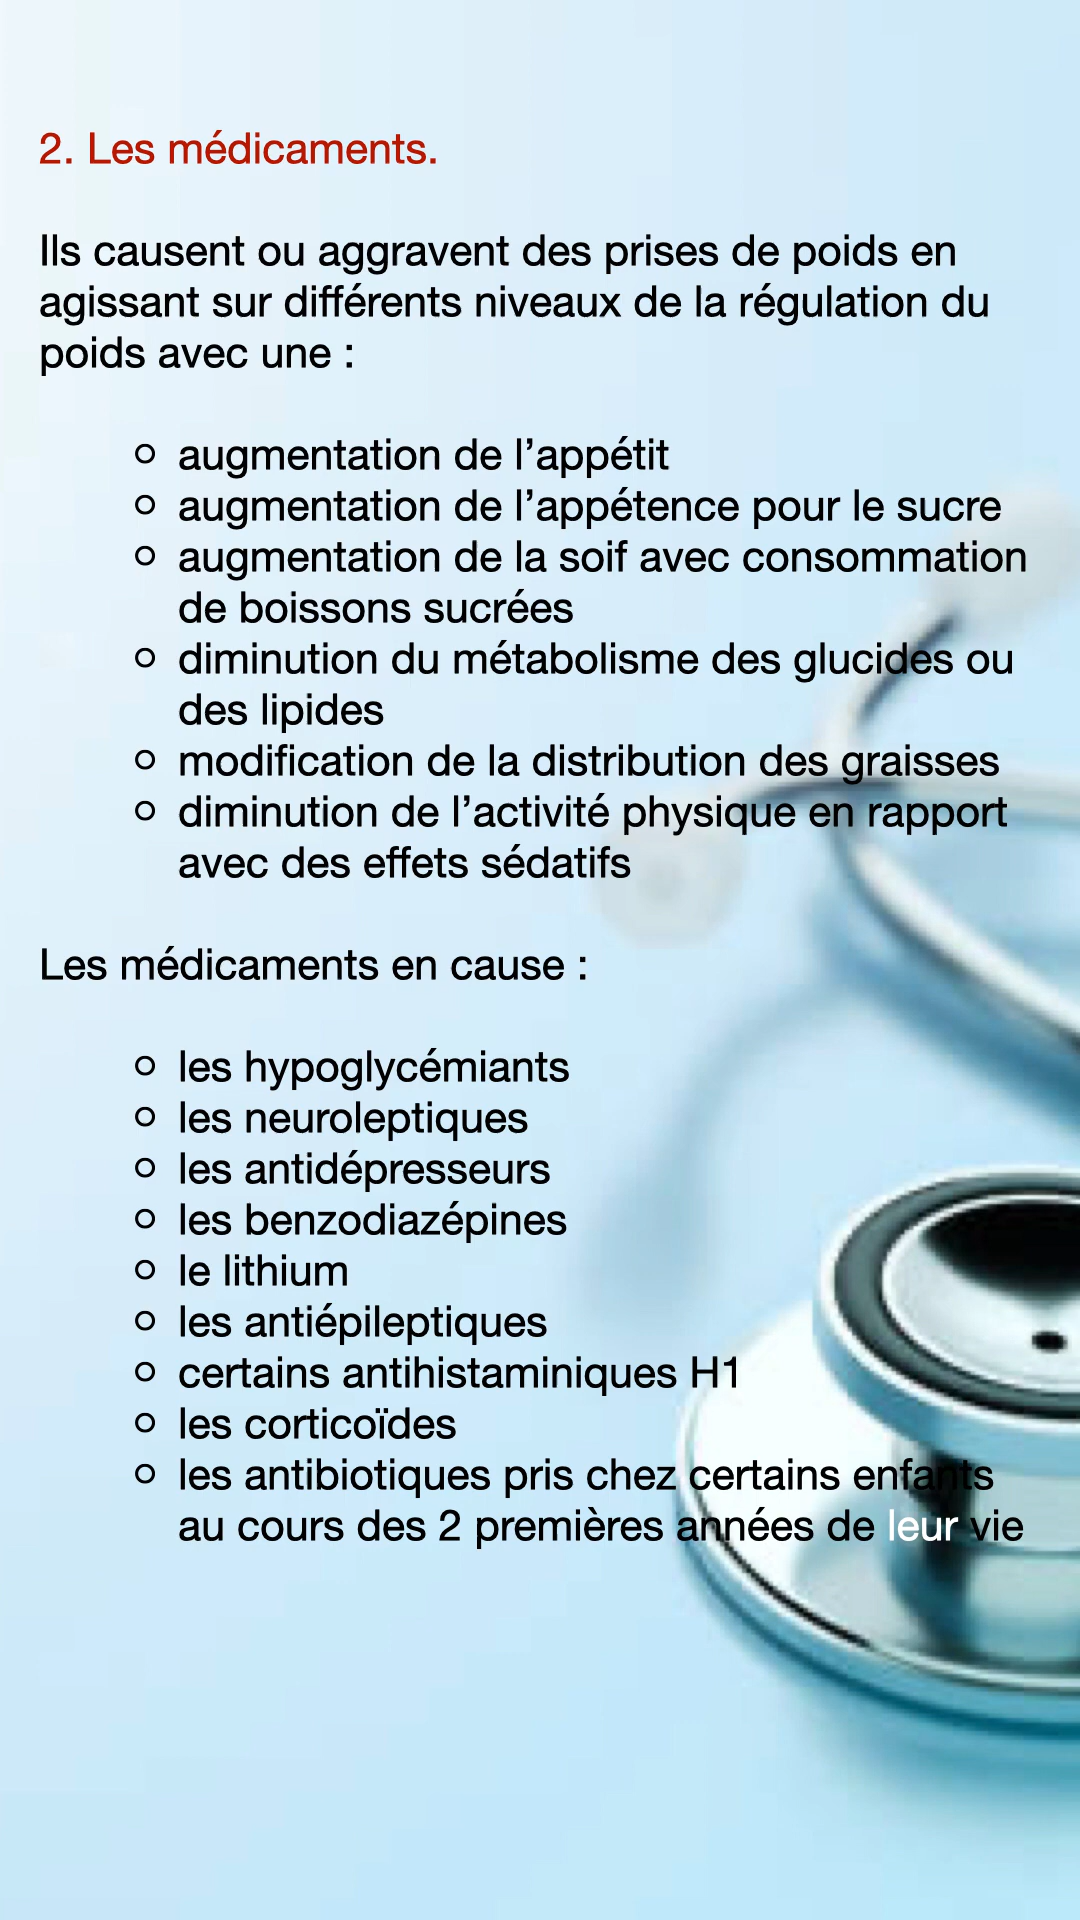 2. Les médicaments.
Ils causent ou aggravent des prises de poids en
agissant sur différents niveaux de la régulation du
poids avec une :
augmentation de l’appétit
augmentation de l’appétence pour le sucre
augmentation de la soif avec consommation
de boissons sucrées
diminution du métabolisme des glucides ou
des lipides
modification de la distribution des graisses
diminution de l’activité physique en rapport
avec des effets sédatifs
Les médicaments en cause :
les hypoglycémiants
les neuroleptiques
les antidépresseurs
les benzodiazépines
le lithium
les antiépileptiques
certains antihistaminiques H1
les corticoïdes
les antibiotiques pris chez certains enfants
au cours des 2 premières années de leur vie